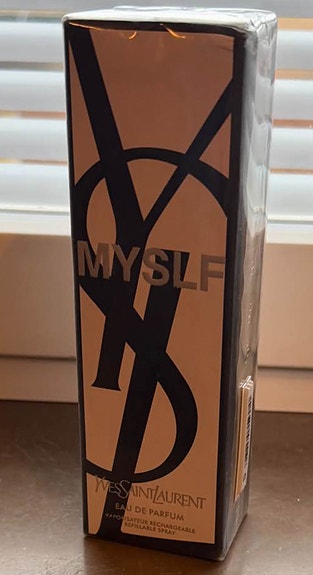 MYSLF
YVESSAINTLAURENT
EAU DE PARFUM
VAPORISATEUR RECHARGEABLE
REFILLABLE SPRAY